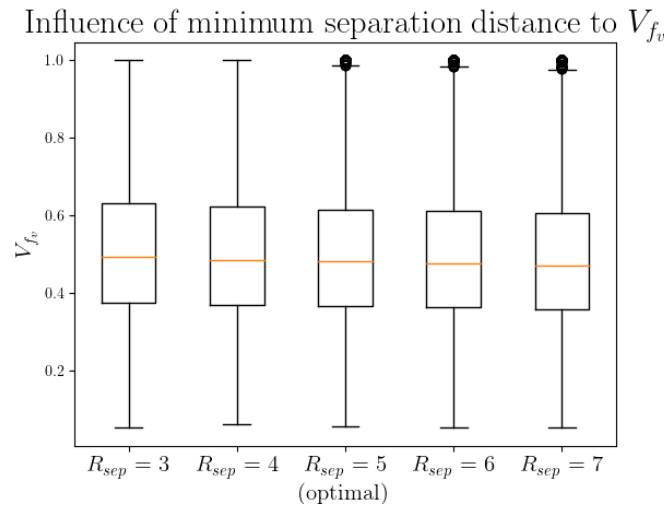 Influence of minimum separation distance to $V_{f_v}$
1.0
0.8
0.6
0.4
0.2
$V_{f_v}$
$R_{sep} = 3$ $R_{sep} = 4$ $R_{sep} = 5$ $R_{sep} = 6$ $R_{sep} = 7$
(optimal)